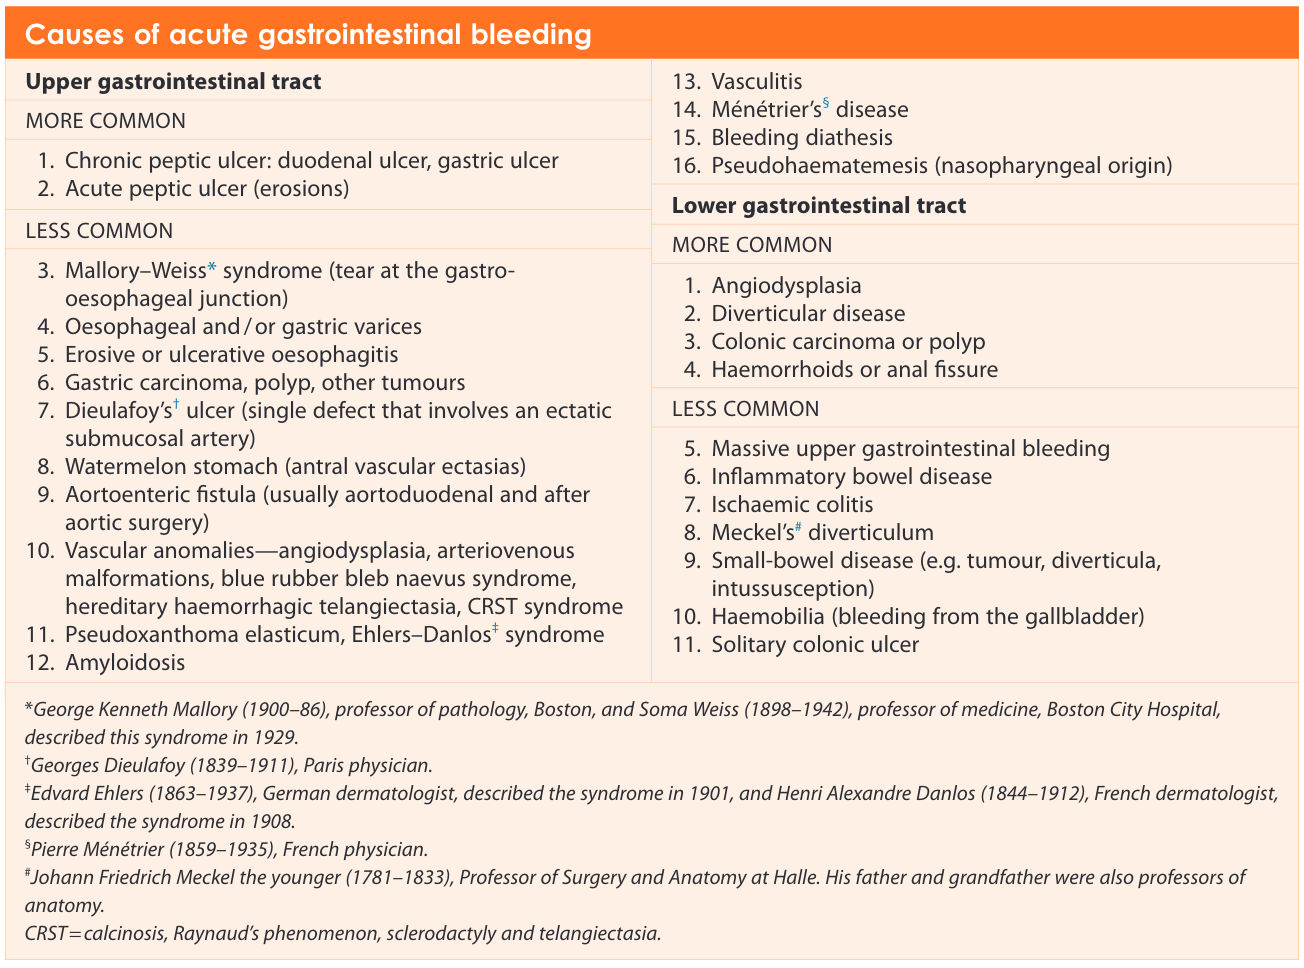 Causes of acute gastrointestinal bleeding
Upper gastrointestinal tract
MORE COMMON
1. Chronic peptic ulcer: duodenal ulcer, gastric ulcer
2. Acute peptic ulcer (erosions)
LESS COMMON
3. Mallory–Weiss* syndrome (tear at the gastro-
oesophageal junction)
4. Oesophageal and/or gastric varices
5. Erosive or ulcerative oesophagitis
6. Gastric carcinoma, polyp, other tumours
7. Dieulafoy’s† ulcer (single defect that involves an ectatic
submucosal artery)
8. Watermelon stomach (antral vascular ectasias)
9. Aortoenteric fistula (usually aortoduodenal and after
aortic surgery)
10. Vascular anomalies—angiodysplasia, arteriovenous
malformations, blue rubber bleb naevus syndrome,
hereditary haemorrhagic telangiectasia, CRST syndrome
11. Pseudoxanthoma elasticum, Ehlers–Danlos‡ syndrome
12. Amyloidosis
13. Vasculitis
14. Ménétrier’s§ disease
15. Bleeding diathesis
16. Pseudohaematemesis (nasopharyngeal origin)
Lower gastrointestinal tract
MORE COMMON
1. Angiodysplasia
2. Diverticular disease
3. Colonic carcinoma or polyp
4. Haemorrhoids or anal fissure
LESS COMMON
5. Massive upper gastrointestinal bleeding
6. Inflammatory bowel disease
7. Ischaemic colitis
8. Meckel’s# diverticulum
9. Small-bowel disease (e.g. tumour, diverticula,
intussusception)
10. Haemobilia (bleeding from the gallbladder)
11. Solitary colonic ulcer
*George Kenneth Mallory (1900–86), professor of pathology, Boston, and Soma Weiss (1898–1942), professor of medicine, Boston City Hospital,
described this syndrome in 1929.
†Georges Dieulafoy (1839–1911), Paris physician.
‡Edvard Ehlers (1863–1937), German dermatologist, described the syndrome in 1901, and Henri Alexandre Danlos (1844–1912), French dermatologist,
described the syndrome in 1908.
§Pierre Ménétrier (1859–1935), French physician.
#Johann Friedrich Meckel the younger (1781–1833), Professor of Surgery and Anatomy at Halle. His father and grandfather were also professors of
anatomy.
CRST=calcinosis, Raynaud’s phenomenon, sclerodactyly and telangiectasia.